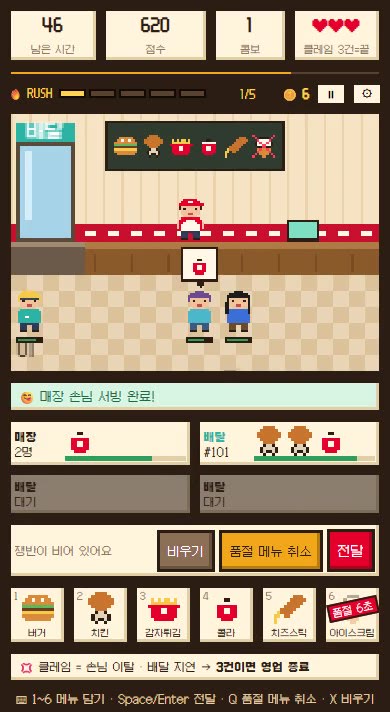 46
620
1
남은 시간
점수
콤보
클레임 3건=끝
RUSH
1/5
6
매장 손님 서빙 완료!
매장
2명
배달
#101
배달
대기
배달
대기
쟁반이 비어 있어요
비우기
품절 메뉴 취소
전달
1
2
3
4
5
6
품절 6초
버거
치킨
감자튀김
콜라
치즈스틱
아이스크림
클레임 = 손님 이탈 · 배달 지연 → 3건이면 영업 종료
1~6 메뉴 담기 · Space/Enter 전달 · Q 품절 메뉴 취소 · X 비우기